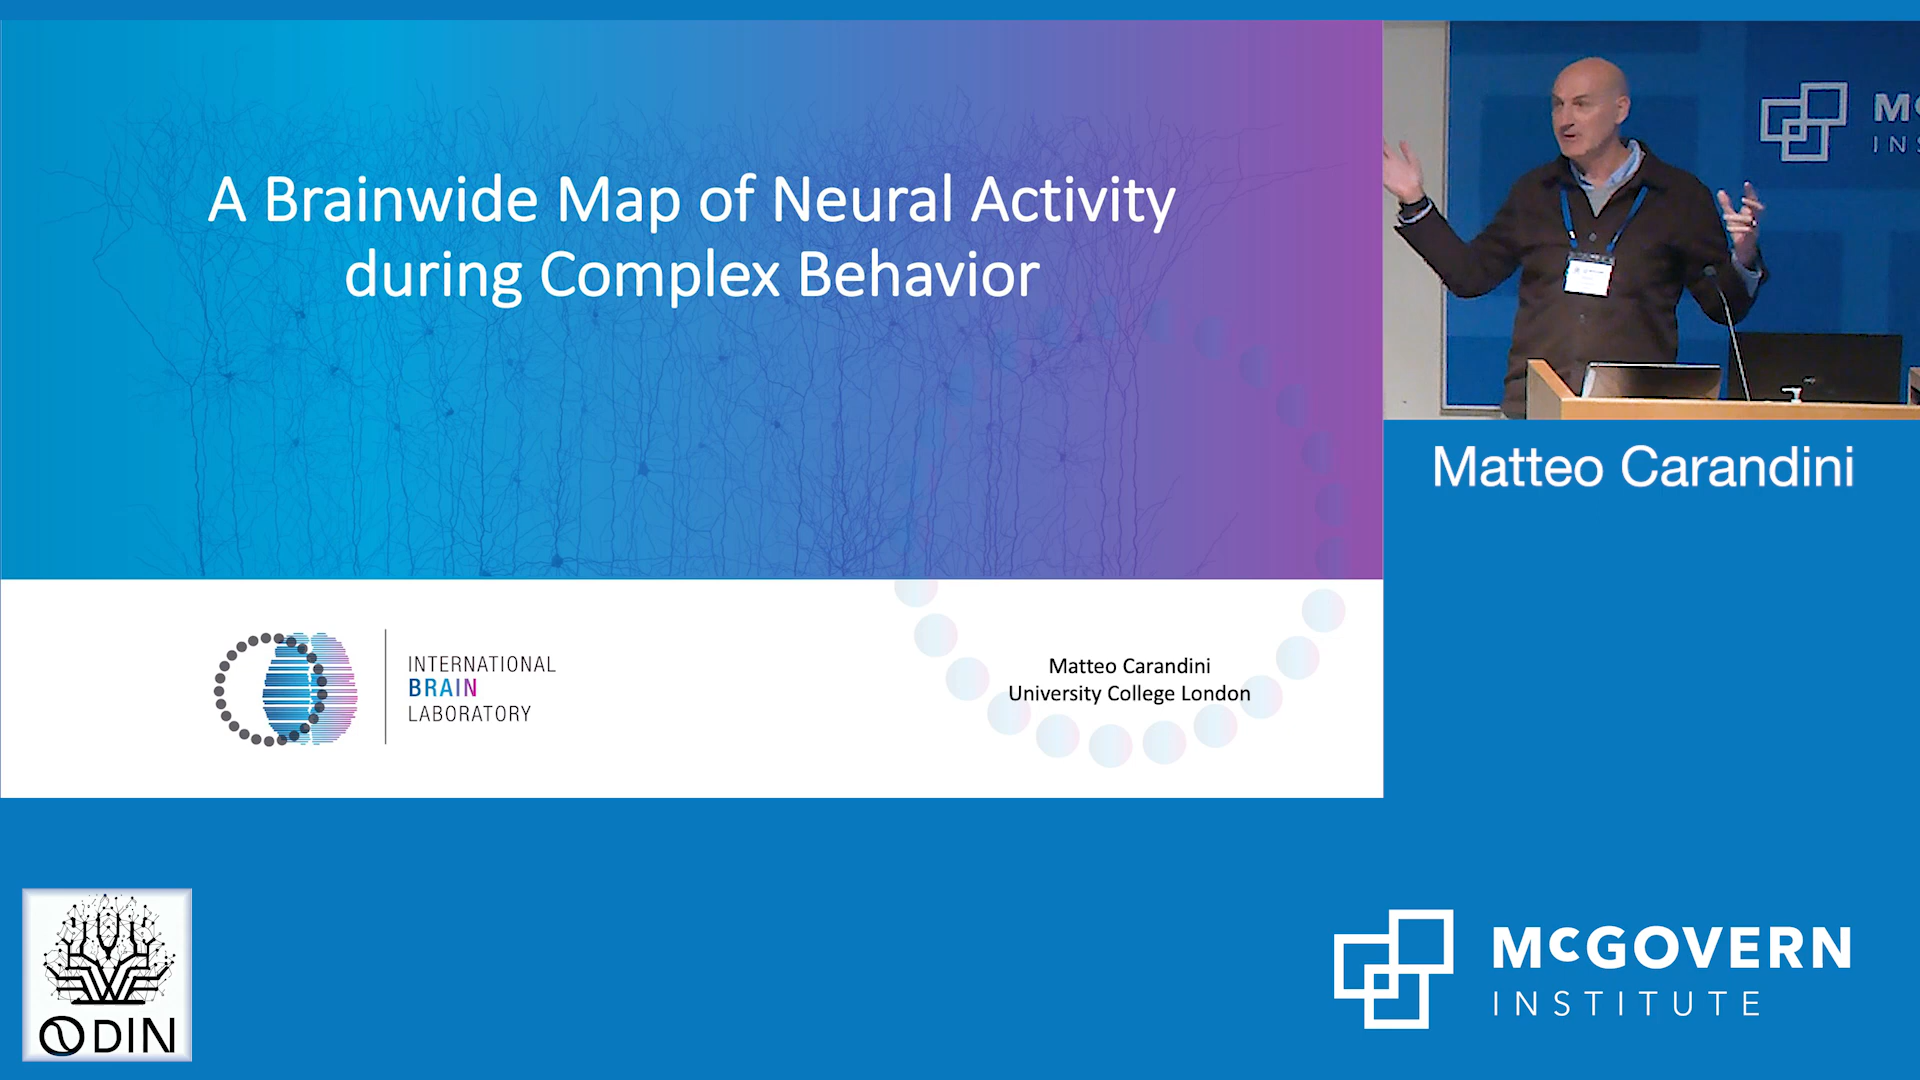 A Brainwide Map of Neural Activity
during Complex Behavior
INTERNATIONAL
BRAIN
LABORATORY
Matteo Carandini
University College London
Matteo Carandini
ODIN
McGOVERN
INSTITUTE